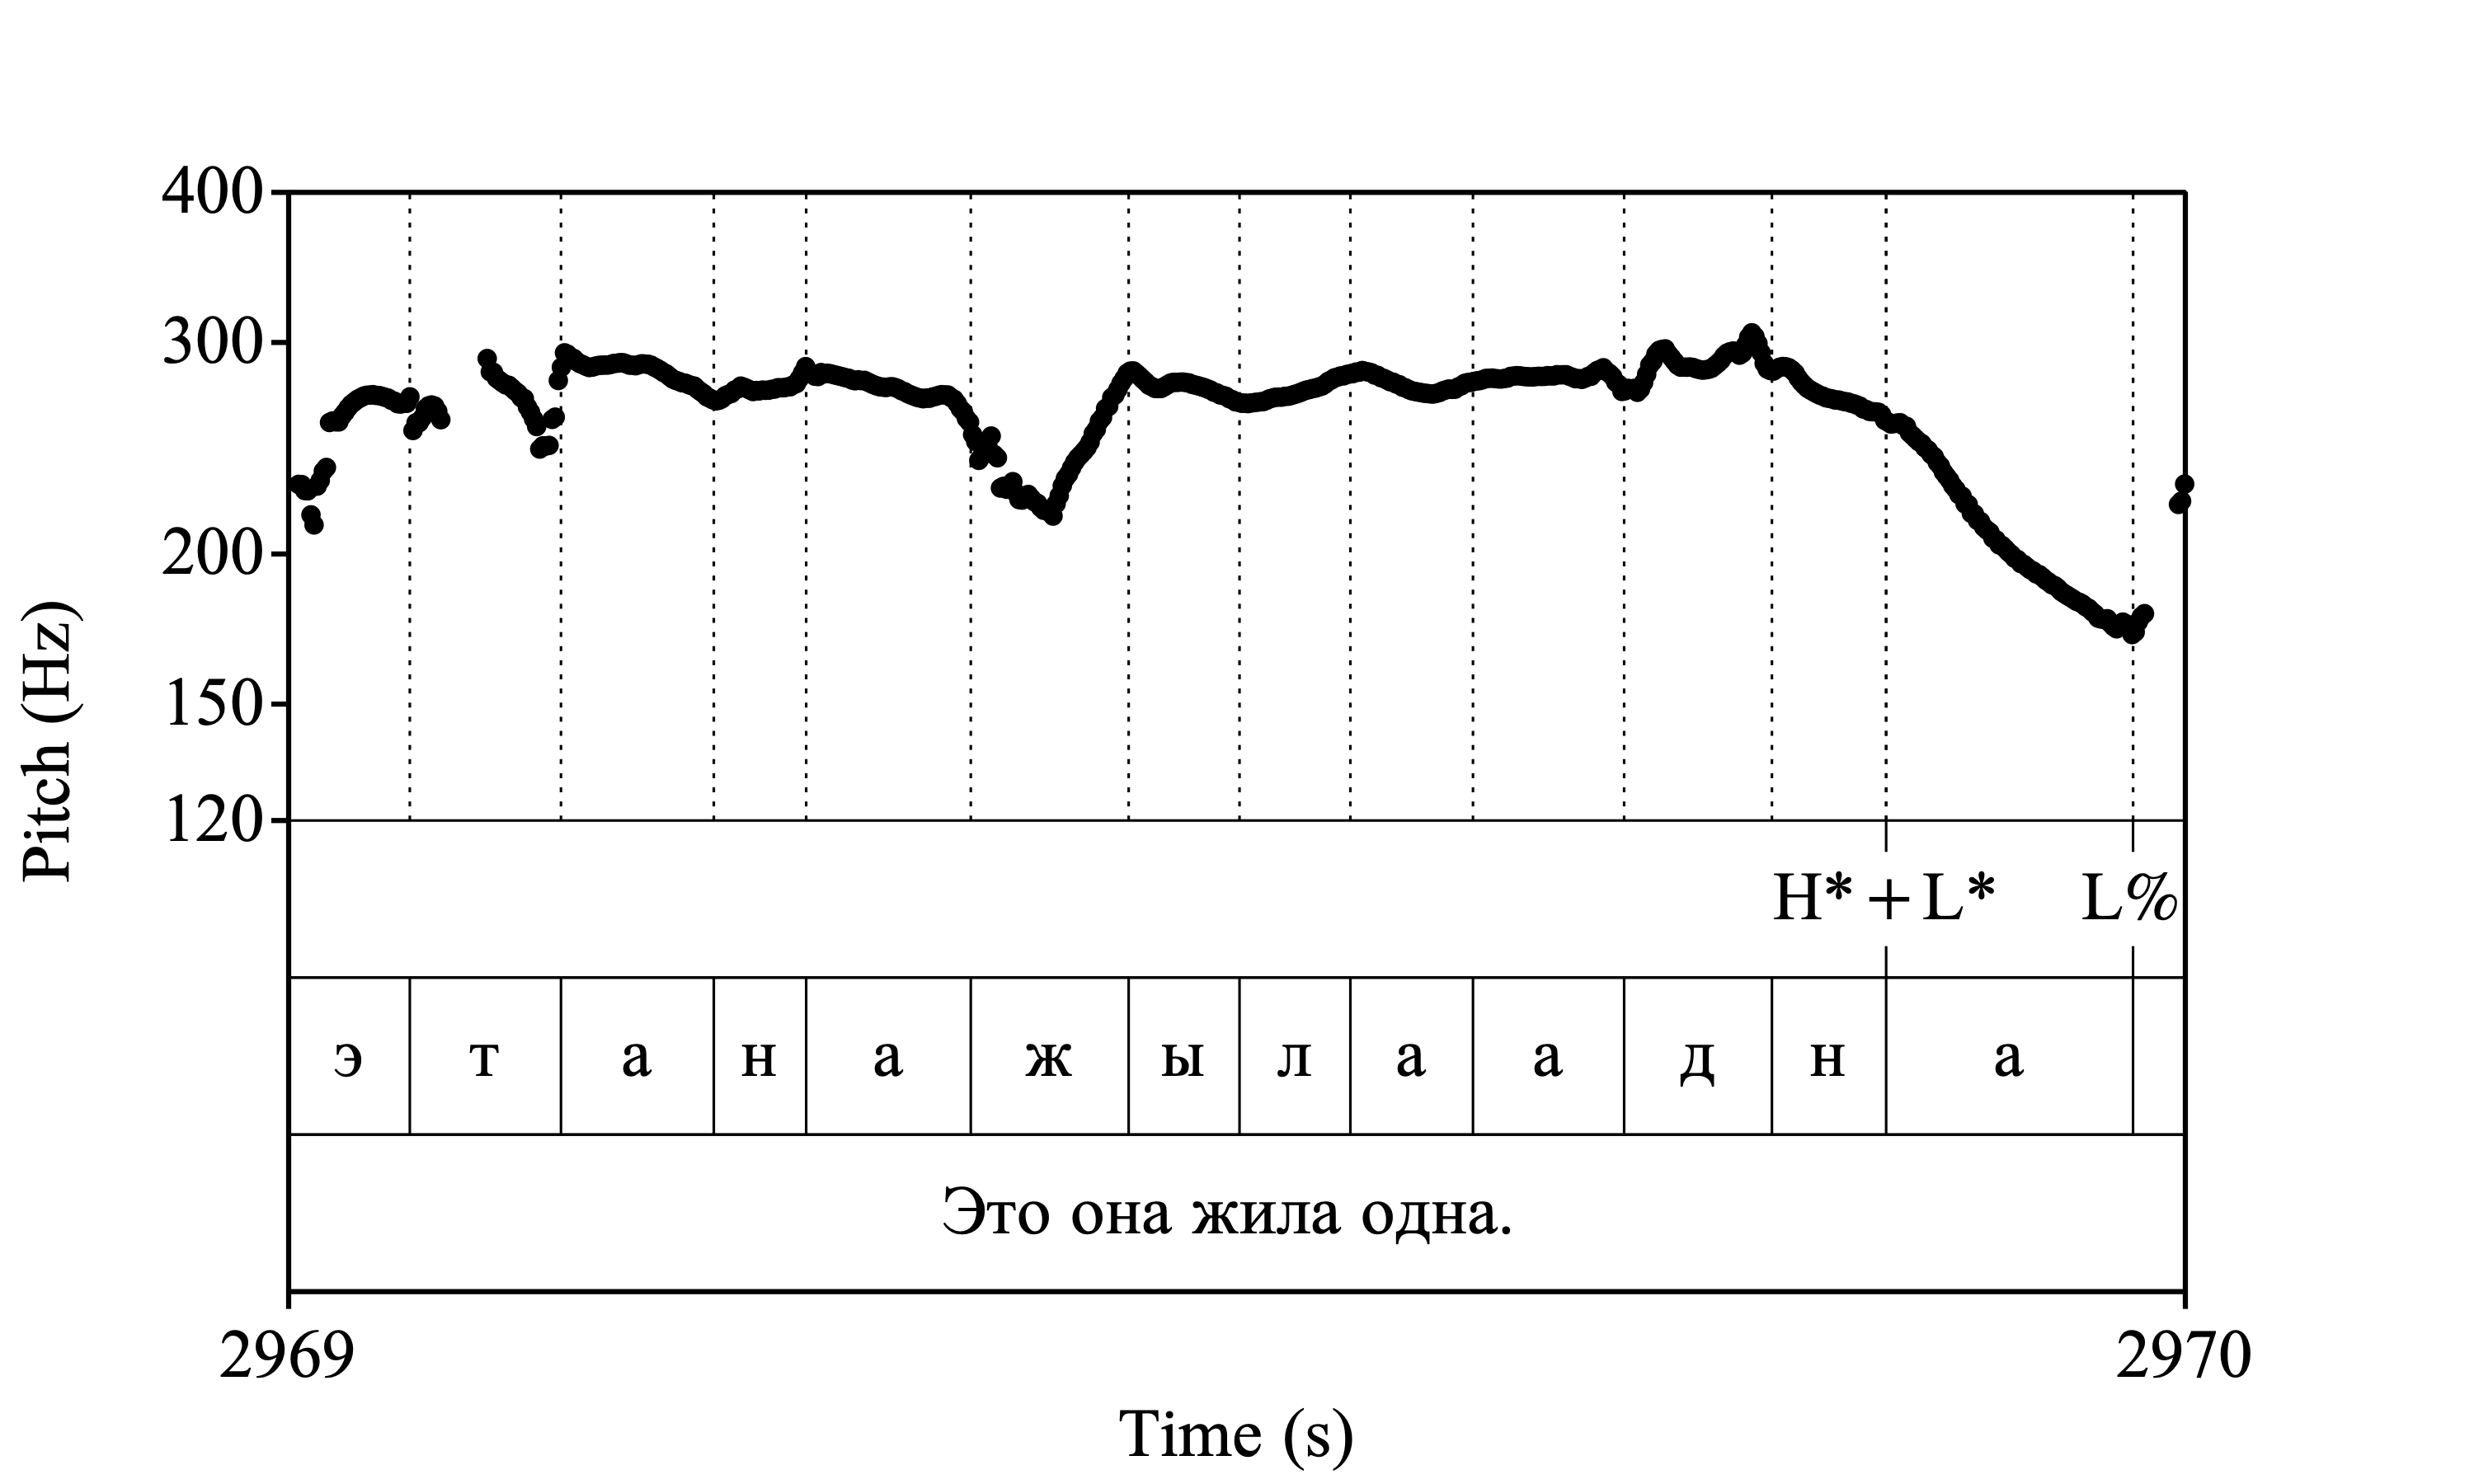 400
300
200
150
120
Pitch (Hz)
H* + L* L%
э т а н а ж ы л а а д н а
Это она жила одна.
2969 2970
Time (s)